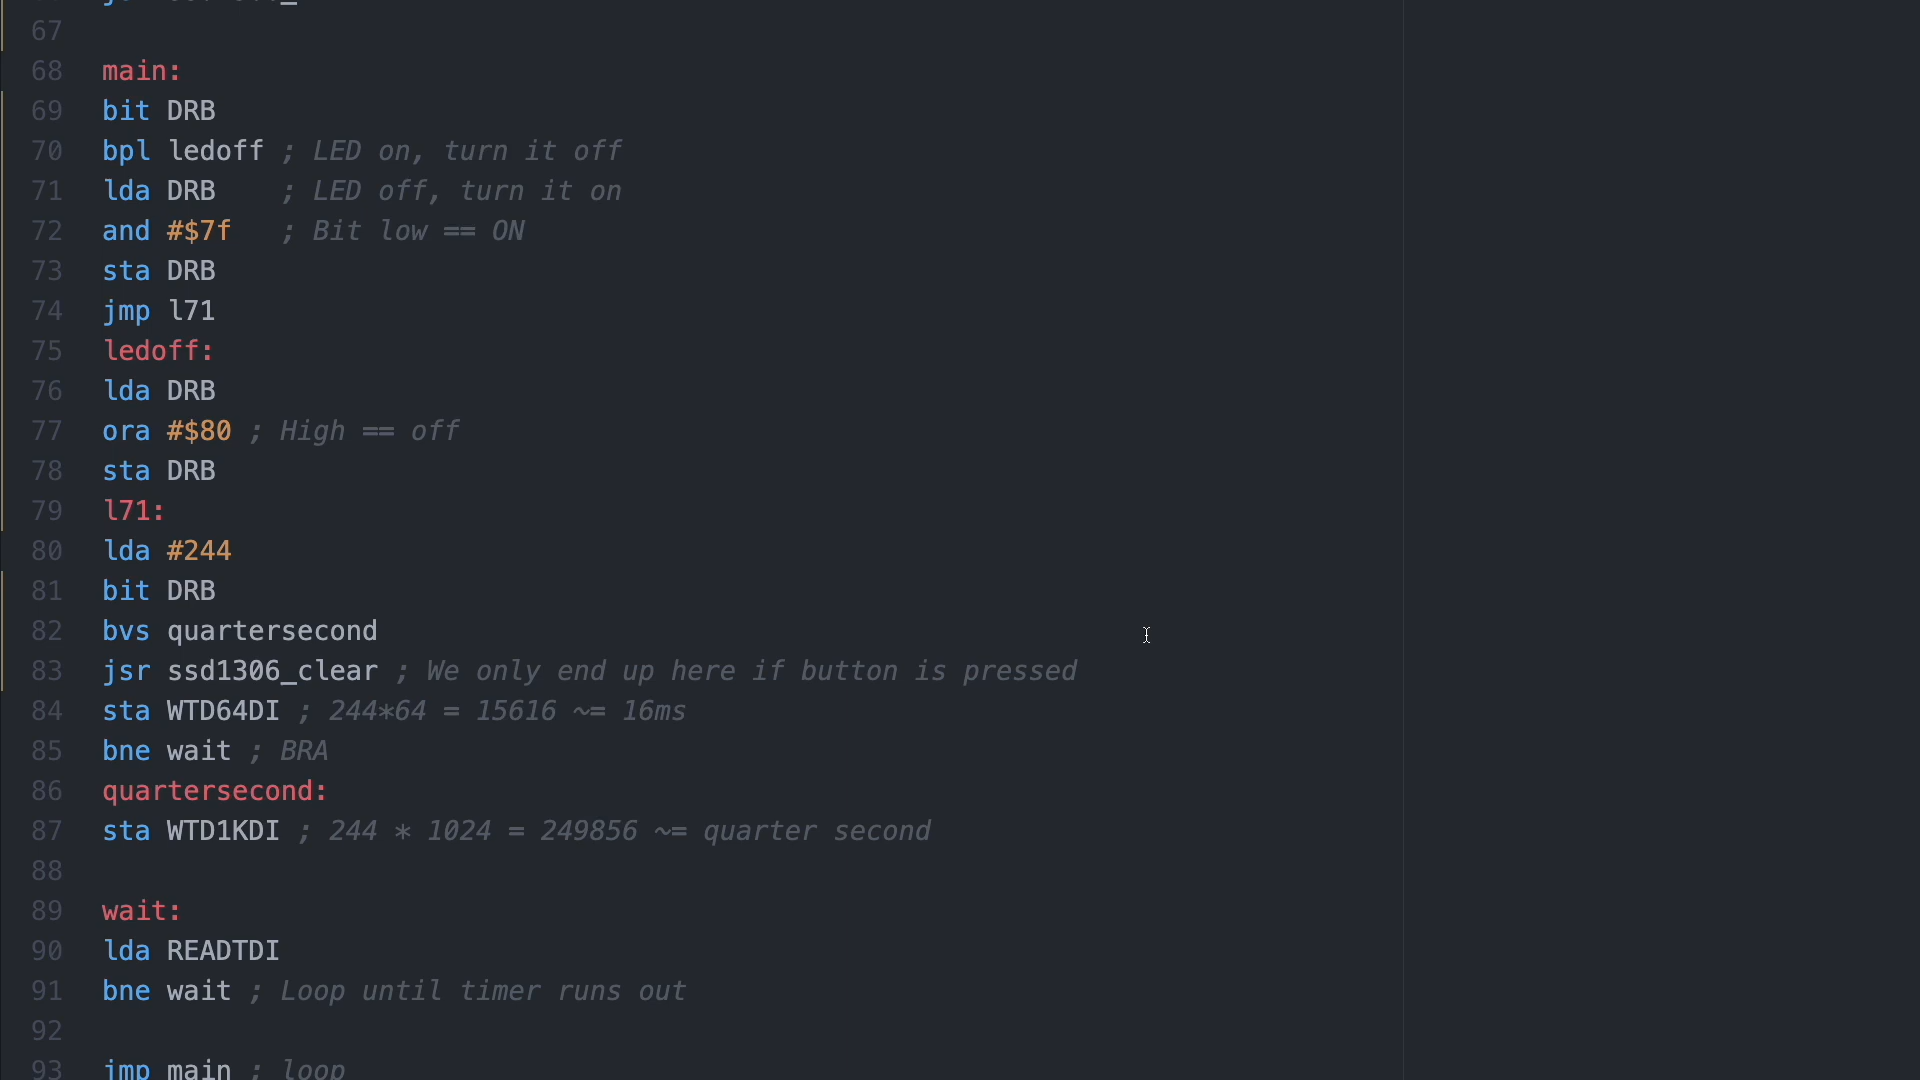 67
68 main:
69 bit DRB
70 bpl ledoff ; LED on, turn it off
71 lda DRB    ; LED off, turn it on
72 and #$7f   ; Bit low == ON
73 sta DRB
74 jmp l71
75 ledoff:
76 lda DRB
77 ora #$80 ; High == off
78 sta DRB
79 l71:
80 lda #244
81 bit DRB
82 bvs quartersecond
83 jsr ssd1306_clear ; We only end up here if button is pressed
84 sta WTD64DI ; 244*64 = 15616 ~= 16ms
85 bne wait ; BRA
86 quartersecond:
87 sta WTD1KDI ; 244 * 1024 = 249856 ~= quarter second
88
89 wait:
90 lda READTDI
91 bne wait ; Loop until timer runs out
92
93 jmp main ; loop